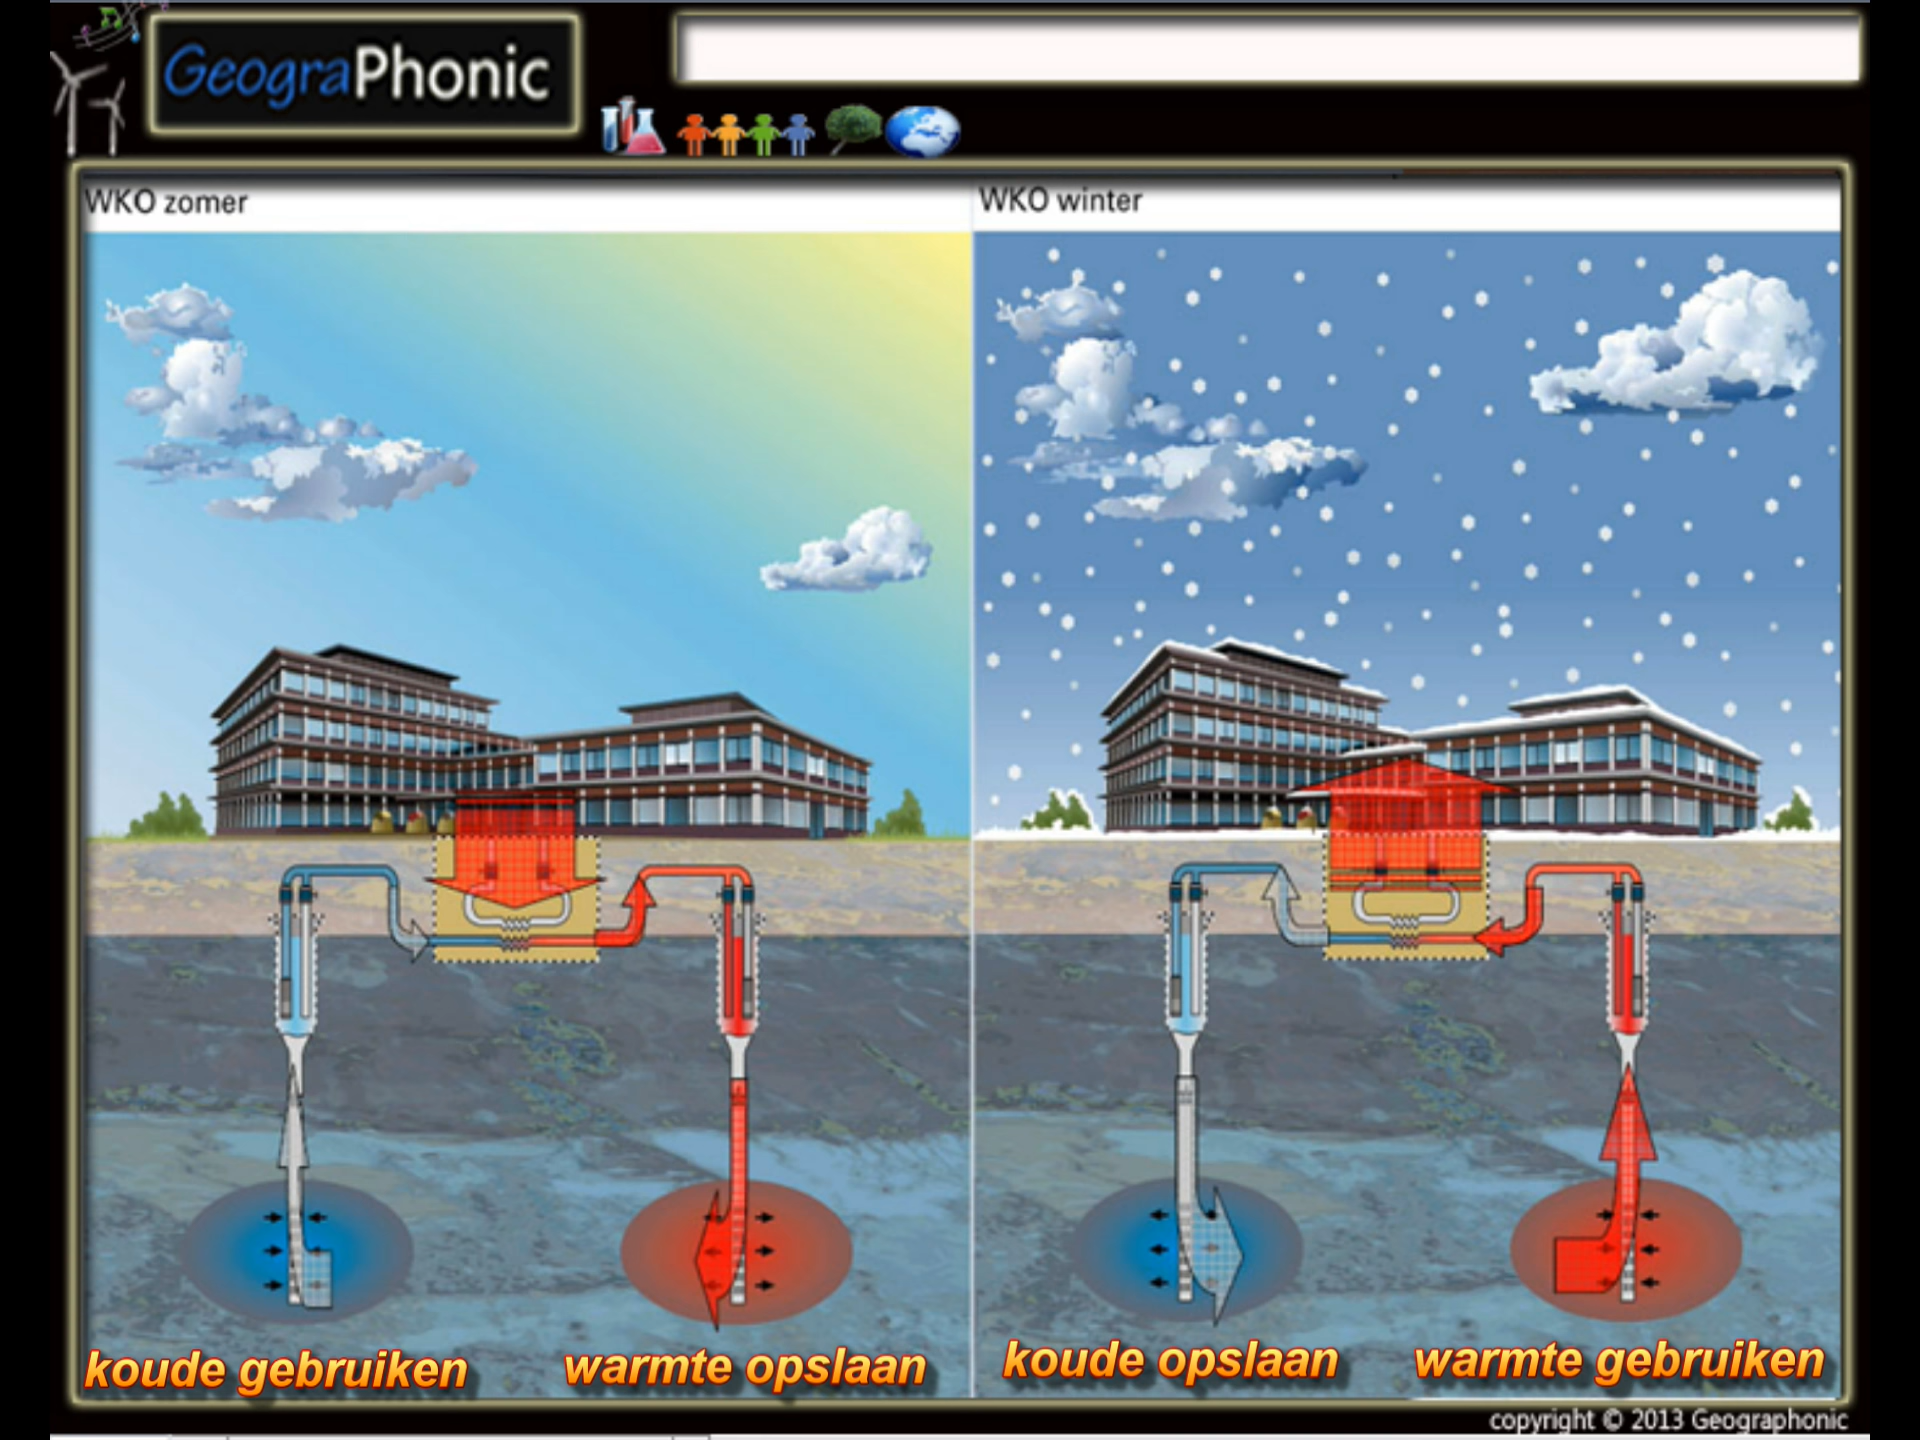 GeograPhonic
WKO zomer
WKO winter
koude gebruiken
warmte opslaan
koude opslaan
warmte gebruiken
copyright © 2013 Geographonic